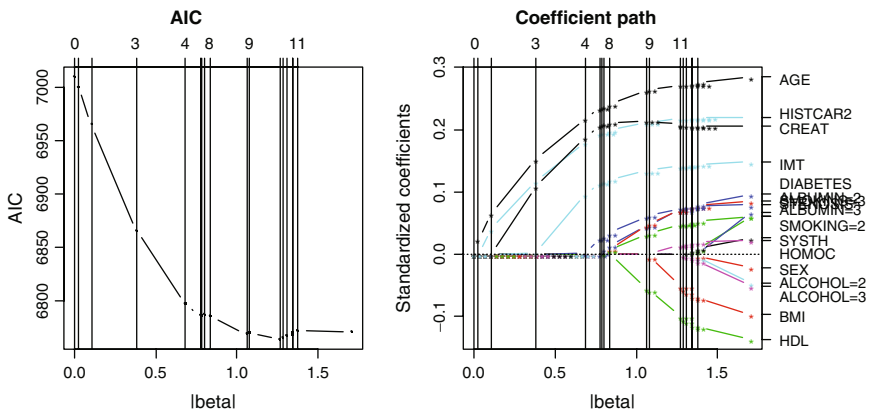 AIC
0 3 4 8 9 11
7000
6950
6900
6850
6800
AIC
0.0 0.5 1.0 1.5
|beta|
Coefficient path
0 3 4 8 9 11
0.3
0.2
0.1
0.0
−0.1
Standardized coefficients
0.0 0.5 1.0 1.5
|beta|
AGE
HISTCAR2
CREAT
IMT
DIABETES
ALBUMIN=2
ALBUMIN=3
SMOKING=2
SYSTH
HOMOC
SEX
ALCOHOL=2
ALCOHOL=3
BMI
HDL